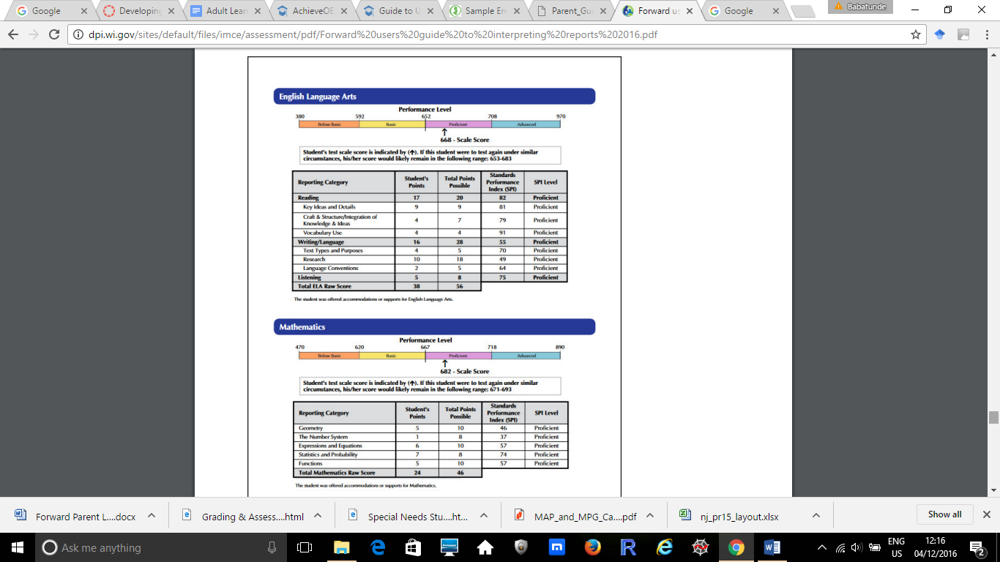 Google
Developing
Adult Lear
AchieveOE
Guide to U
Sample En
Parent_Gu
Forward us
Google
Babatunde
dpi.wi.gov/sites/default/files/imce/assessment/pdf/Forward%20users%20guide%20to%20interpreting%20reports%202016.pdf
English Language Arts
Performance Level
380 592 652 708 970
Below Basic Basic Proficient Advanced
668 - Scale Score
Student's test scale score is indicated by (↑). If this student were to test again under similar
circumstances, his/her score would likely remain in the following range: 653-683
Reporting Category Student's Points Total Points Possible Standards Performance Index (SPI) SPI Level
Reading 17 20 82 Proficient
Key Ideas and Details 9 9 81 Proficient
Craft & Structure/Integration of
Knowledge & Ideas 4 7 79 Proficient
Vocabulary Use 4 4 91 Proficient
Writing/Language 16 28 55 Proficient
Text Types and Purposes 4 5 70 Proficient
Research 10 18 49 Proficient
Language Conventions 2 5 64 Proficient
Listening 5 8 75 Proficient
Total ELA Raw Score 38 56
The student was offered accommodations or supports for English Language Arts.
Mathematics
Performance Level
470 620 667 718 890
Below Basic Basic Proficient Advanced
682 - Scale Score
Student's test scale score is indicated by (↑). If this student were to test again under similar
circumstances, his/her score would likely remain in the following range: 671-693
Reporting Category Student's Points Total Points Possible Standards Performance Index (SPI) SPI Level
Geometry 5 10 46 Proficient
The Number System 1 8 37 Proficient
Expressions and Equations 6 10 57 Proficient
Statistics and Probability 7 8 74 Proficient
Functions 5 10 57 Proficient
Total Mathematics Raw Score 24 46
The student was offered accommodations or supports for Mathematics.
Forward Parent L....docx
Grading & Assess....html
Special Needs Stu....ht...
MAP_and_MPG_Ca....pdf
nj_pr15_layout.xlsx
Show all
Ask me anything
ENG 12:16
US 04/12/2016
2